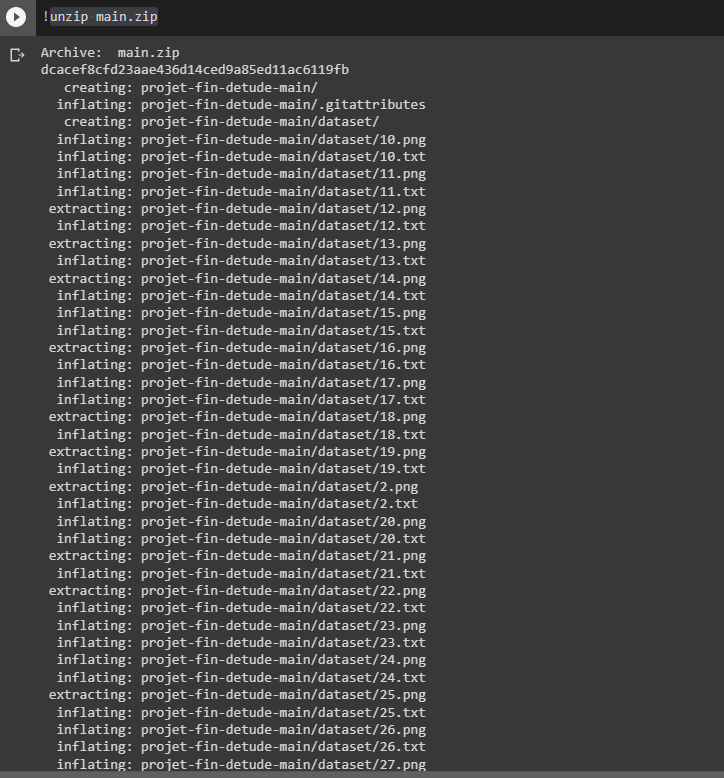 !unzip main.zip
Archive:  main.zip
dcacef8cfd23aae436d14ced9a85ed11ac6119fb
   creating: projet-fin-detude-main/
  inflating: projet-fin-detude-main/.gitattributes
   creating: projet-fin-detude-main/dataset/
  inflating: projet-fin-detude-main/dataset/10.png
  inflating: projet-fin-detude-main/dataset/10.txt
  inflating: projet-fin-detude-main/dataset/11.png
  inflating: projet-fin-detude-main/dataset/11.txt
 extracting: projet-fin-detude-main/dataset/12.png
  inflating: projet-fin-detude-main/dataset/12.txt
 extracting: projet-fin-detude-main/dataset/13.png
  inflating: projet-fin-detude-main/dataset/13.txt
 extracting: projet-fin-detude-main/dataset/14.png
  inflating: projet-fin-detude-main/dataset/14.txt
  inflating: projet-fin-detude-main/dataset/15.png
  inflating: projet-fin-detude-main/dataset/15.txt
 extracting: projet-fin-detude-main/dataset/16.png
  inflating: projet-fin-detude-main/dataset/16.txt
  inflating: projet-fin-detude-main/dataset/17.png
  inflating: projet-fin-detude-main/dataset/17.txt
 extracting: projet-fin-detude-main/dataset/18.png
  inflating: projet-fin-detude-main/dataset/18.txt
 extracting: projet-fin-detude-main/dataset/19.png
  inflating: projet-fin-detude-main/dataset/19.txt
 extracting: projet-fin-detude-main/dataset/2.png
  inflating: projet-fin-detude-main/dataset/2.txt
  inflating: projet-fin-detude-main/dataset/20.png
  inflating: projet-fin-detude-main/dataset/20.txt
 extracting: projet-fin-detude-main/dataset/21.png
  inflating: projet-fin-detude-main/dataset/21.txt
 extracting: projet-fin-detude-main/dataset/22.png
  inflating: projet-fin-detude-main/dataset/22.txt
  inflating: projet-fin-detude-main/dataset/23.png
  inflating: projet-fin-detude-main/dataset/23.txt
  inflating: projet-fin-detude-main/dataset/24.png
  inflating: projet-fin-detude-main/dataset/24.txt
 extracting: projet-fin-detude-main/dataset/25.png
  inflating: projet-fin-detude-main/dataset/25.txt
  inflating: projet-fin-detude-main/dataset/26.png
  inflating: projet-fin-detude-main/dataset/26.txt
  inflating: projet-fin-detude-main/dataset/27.png